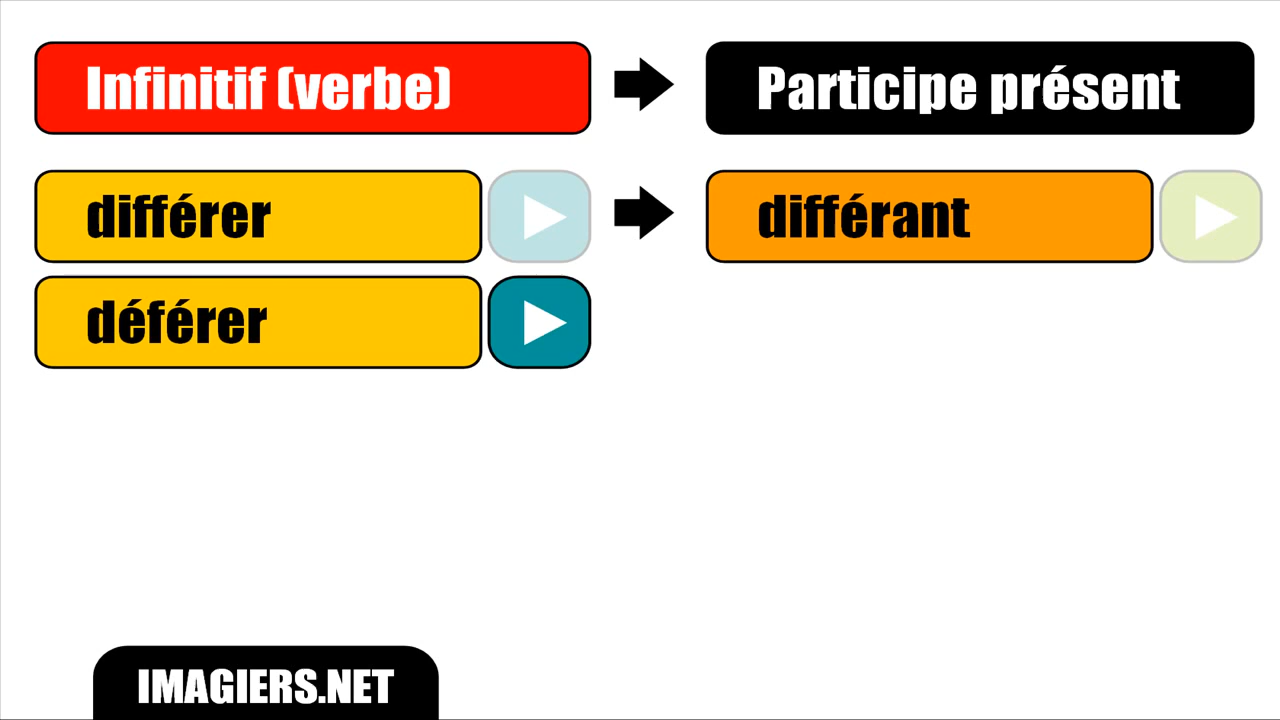 Infinitif (verbe)
Participe présent
différer
différant
déférer
IMAGIERS.NET